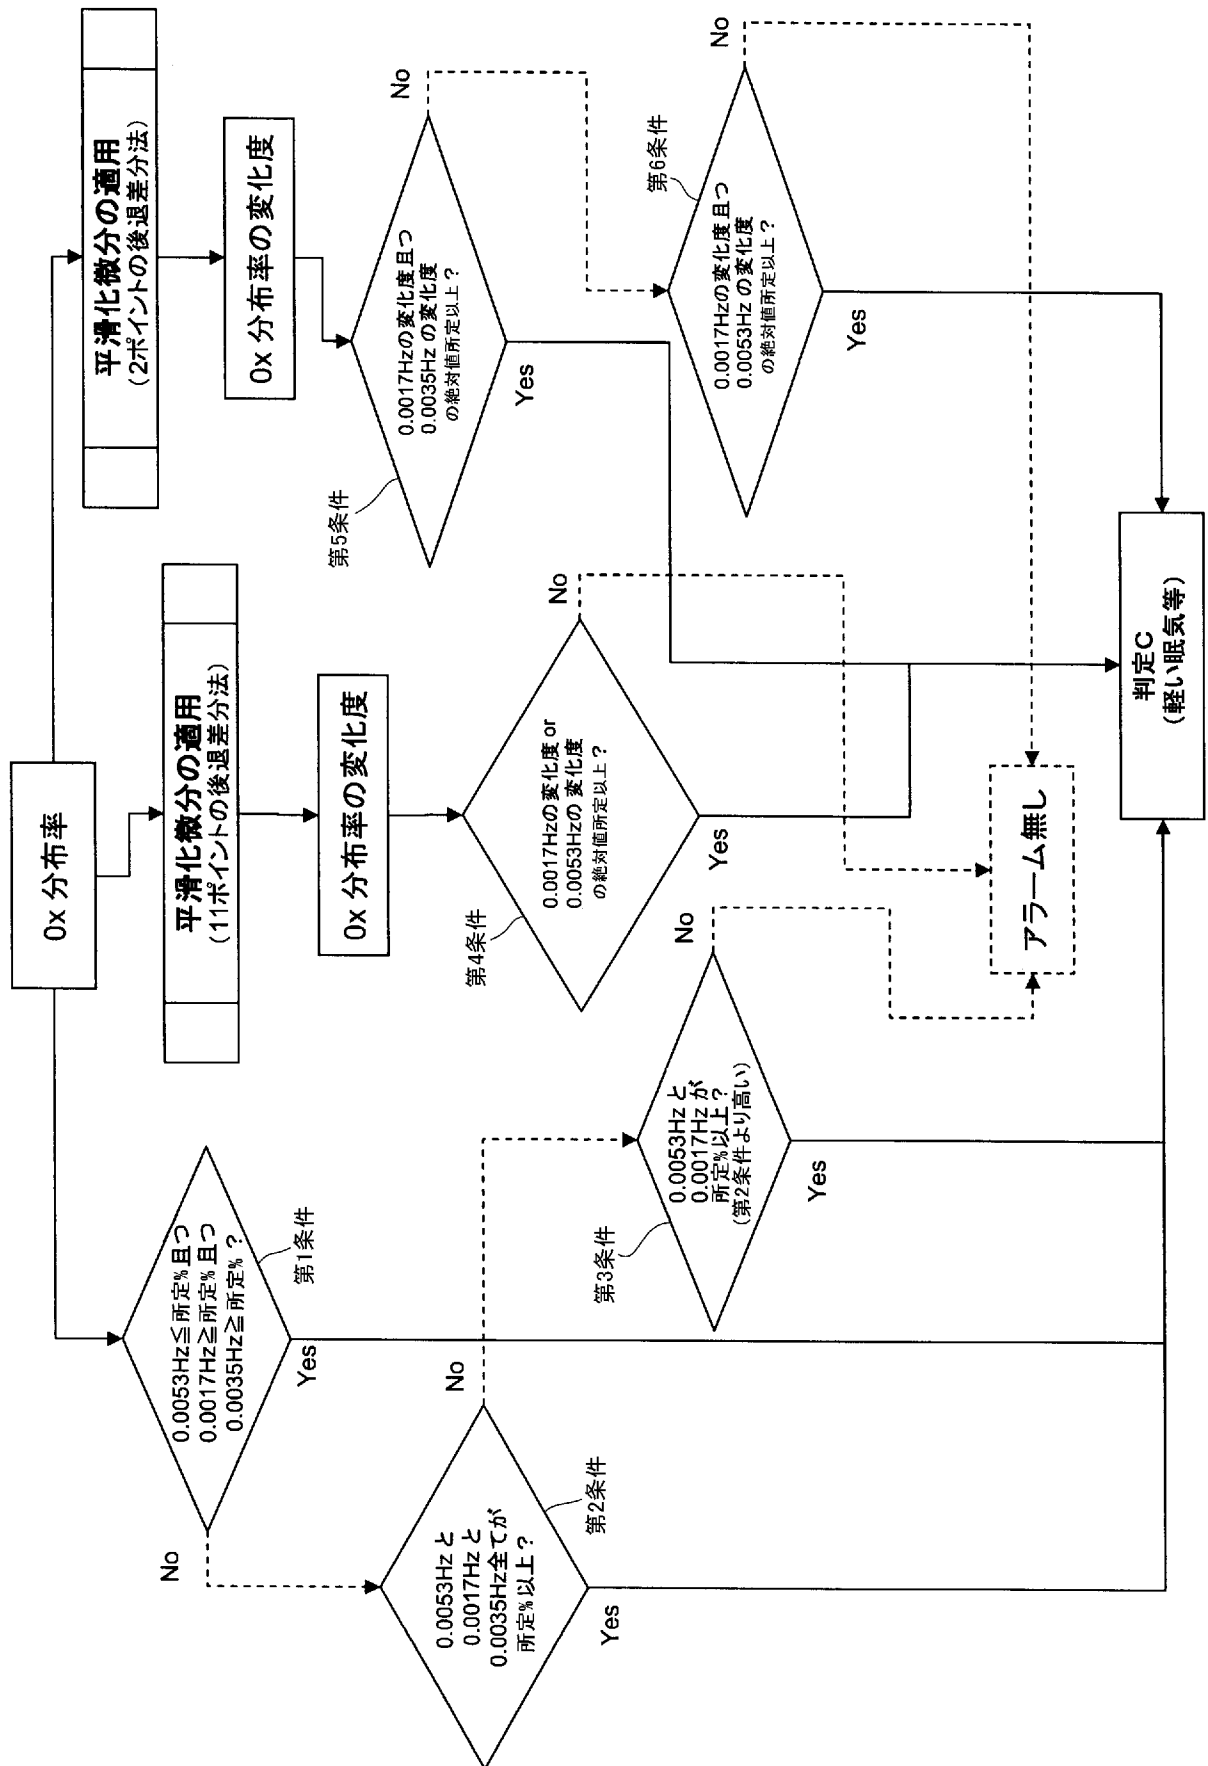 0x 分布率
0.0053Hz≦所定%且つ
0.0017Hz≧所定%且つ
0.0035Hz≧所定%？
第1条件
No
Yes
0.0053Hz と
0.0017Hz と
0.0035Hz全てが
所定%以上？
第2条件
No
Yes
0.0053Hz と
0.0017Hz が
所定%以上？
(第2条件より高い)
第3条件
No
Yes
平滑化微分の適用
(11ポイントの後退差分法)
0x 分布率の変化度
0.0017Hzの変化度 or
0.0053Hzの 変化度
の絶対値所定以上？
第4条件
No
Yes
平滑化微分の適用
(2ポイントの後退差分法)
0x 分布率の変化度
0.0017Hzの変化度且つ
0.0035Hz の変化度
の絶対値所定以上？
第5条件
No
Yes
0.0017Hzの変化度且つ
0.0053Hz の変化度
の絶対値所定以上？
第6条件
No
Yes
アラーム無し
判定C
(軽い眠気等)